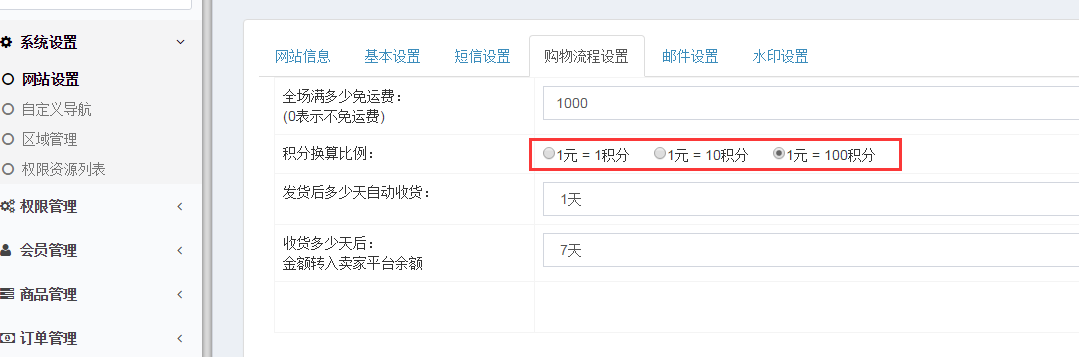 系统设置
网站设置
自定义导航
区域管理
权限资源列表
权限管理
会员管理
商品管理
订单管理
网站信息 基本设置 短信设置 购物流程设置 邮件设置 水印设置
全场满多少免运费：
(0表示不免运费)
1000
积分换算比例：
1元 = 1积分 1元 = 10积分 1元 = 100积分
发货后多少天自动收货：
1天
收货多少天后：
金额转入卖家平台余额
7天